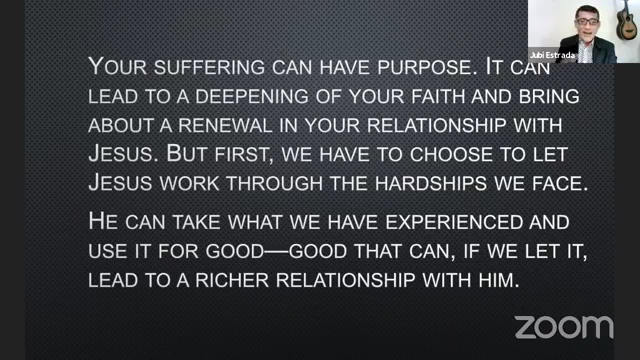 Jubi Estrada
YOUR SUFFERING CAN HAVE PURPOSE. IT CAN
LEAD TO A DEEPENING OF YOUR FAITH AND BRING
ABOUT A RENEWAL IN YOUR RELATIONSHIP WITH
JESUS. BUT FIRST, WE HAVE TO CHOOSE TO LET
JESUS WORK THROUGH THE HARDSHIPS WE FACE.
HE CAN TAKE WHAT WE HAVE EXPERIENCED AND
USE IT FOR GOOD—GOOD THAT CAN, IF WE LET IT,
LEAD TO A RICHER RELATIONSHIP WITH HIM.
zoom